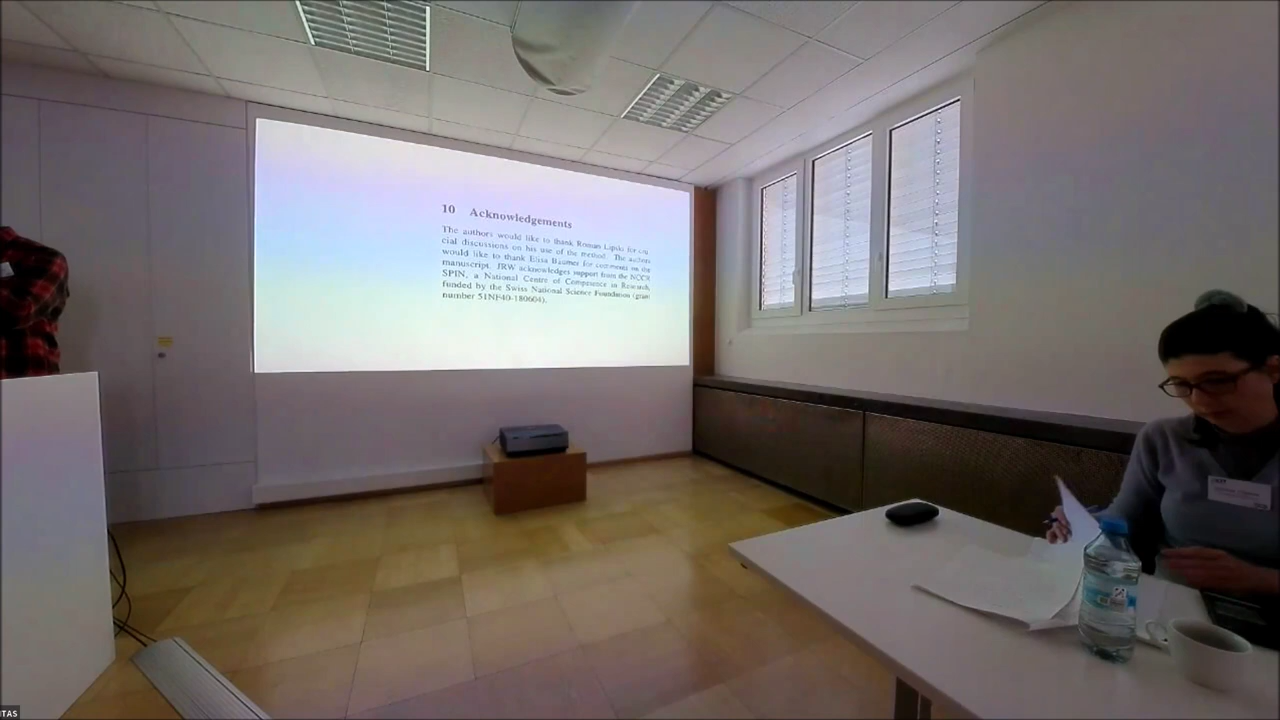 10 Acknowledgements
The authors would like to thank Roman Lipski for cru-
cial discussions on his use of the method. The authors
would like to thank Elisa Bäumer for comments on the
manuscript. JRW acknowledges support from the NCCR
SPIN, a National Centre of Competence in Research,
funded by the Swiss National Science Foundation (grant
number 51NF40-180604).
TAS